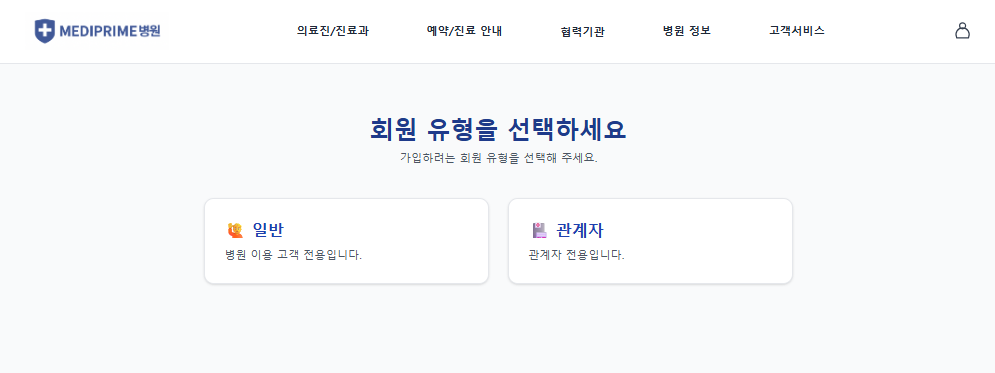 MEDIPRIME병원
의료진/진료과 예약/진료 안내 협력기관 병원 정보 고객서비스
회원 유형을 선택하세요
가입하려는 회원 유형을 선택해 주세요.
일반 관계자
병원 이용 고객 전용입니다. 관계자 전용입니다.